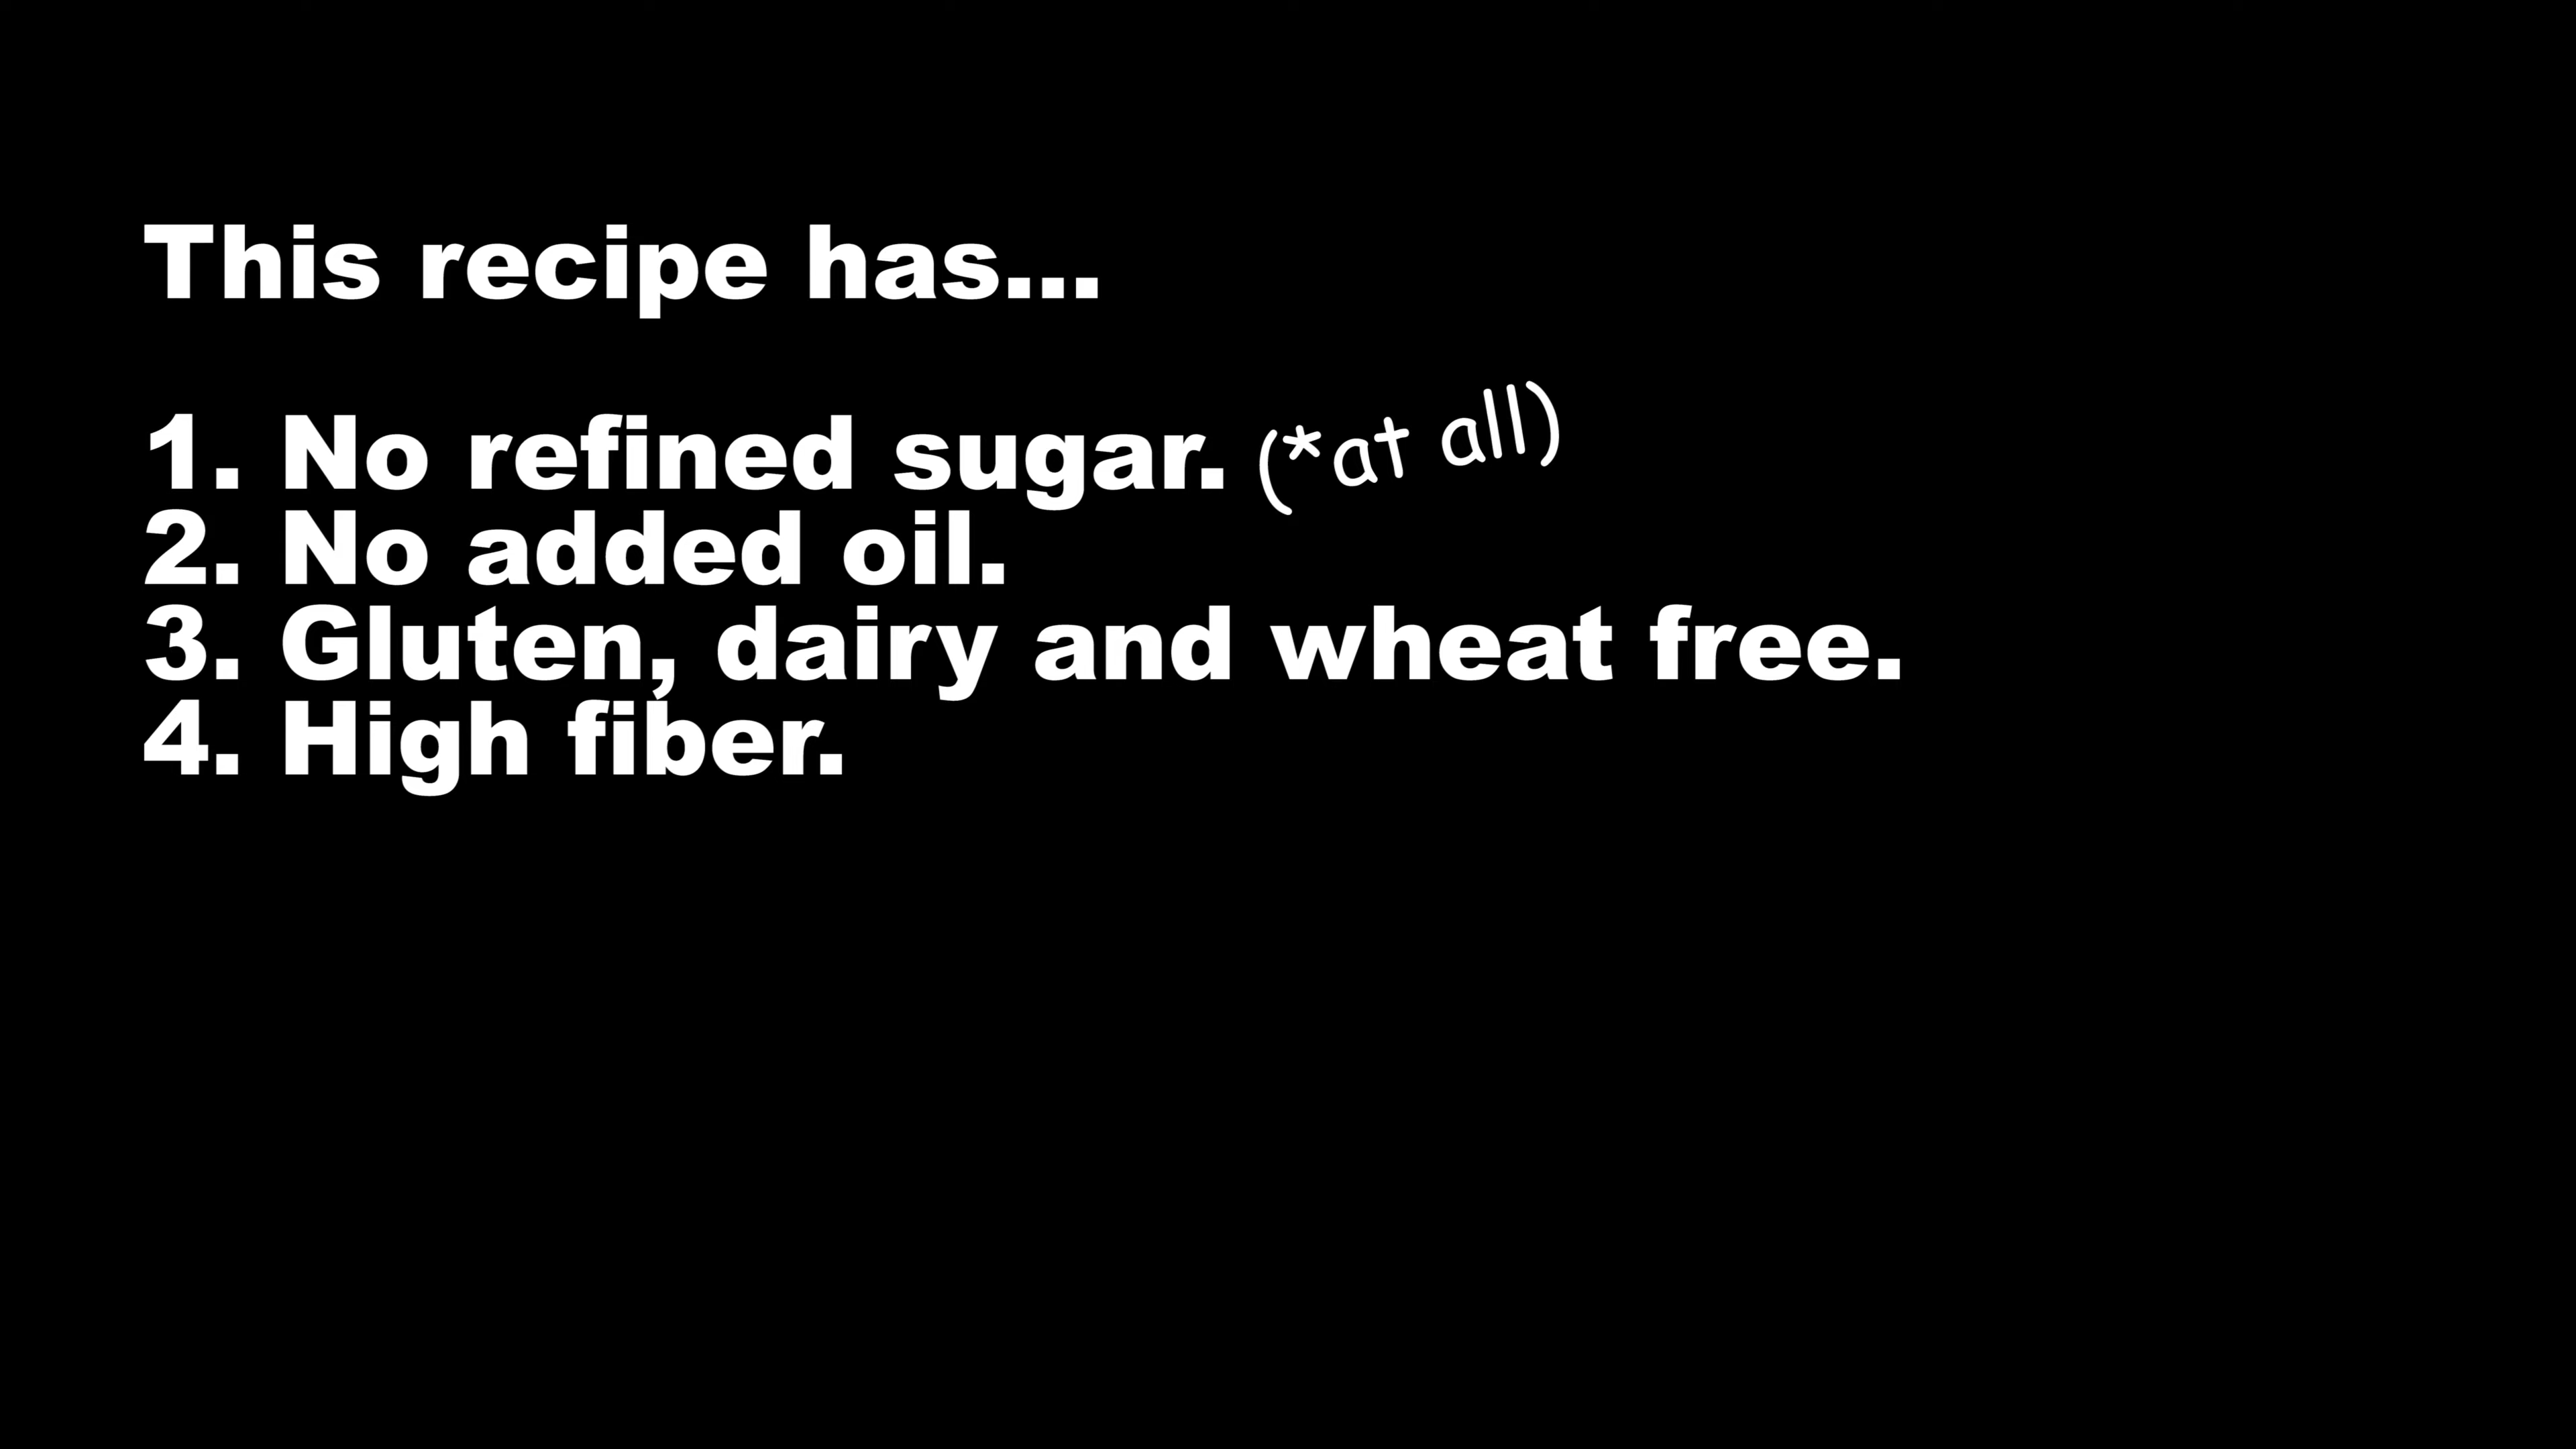 This recipe has...
1. No refined sugar. (*at all)
2. No added oil.
3. Gluten, dairy and wheat free.
4. High fiber.